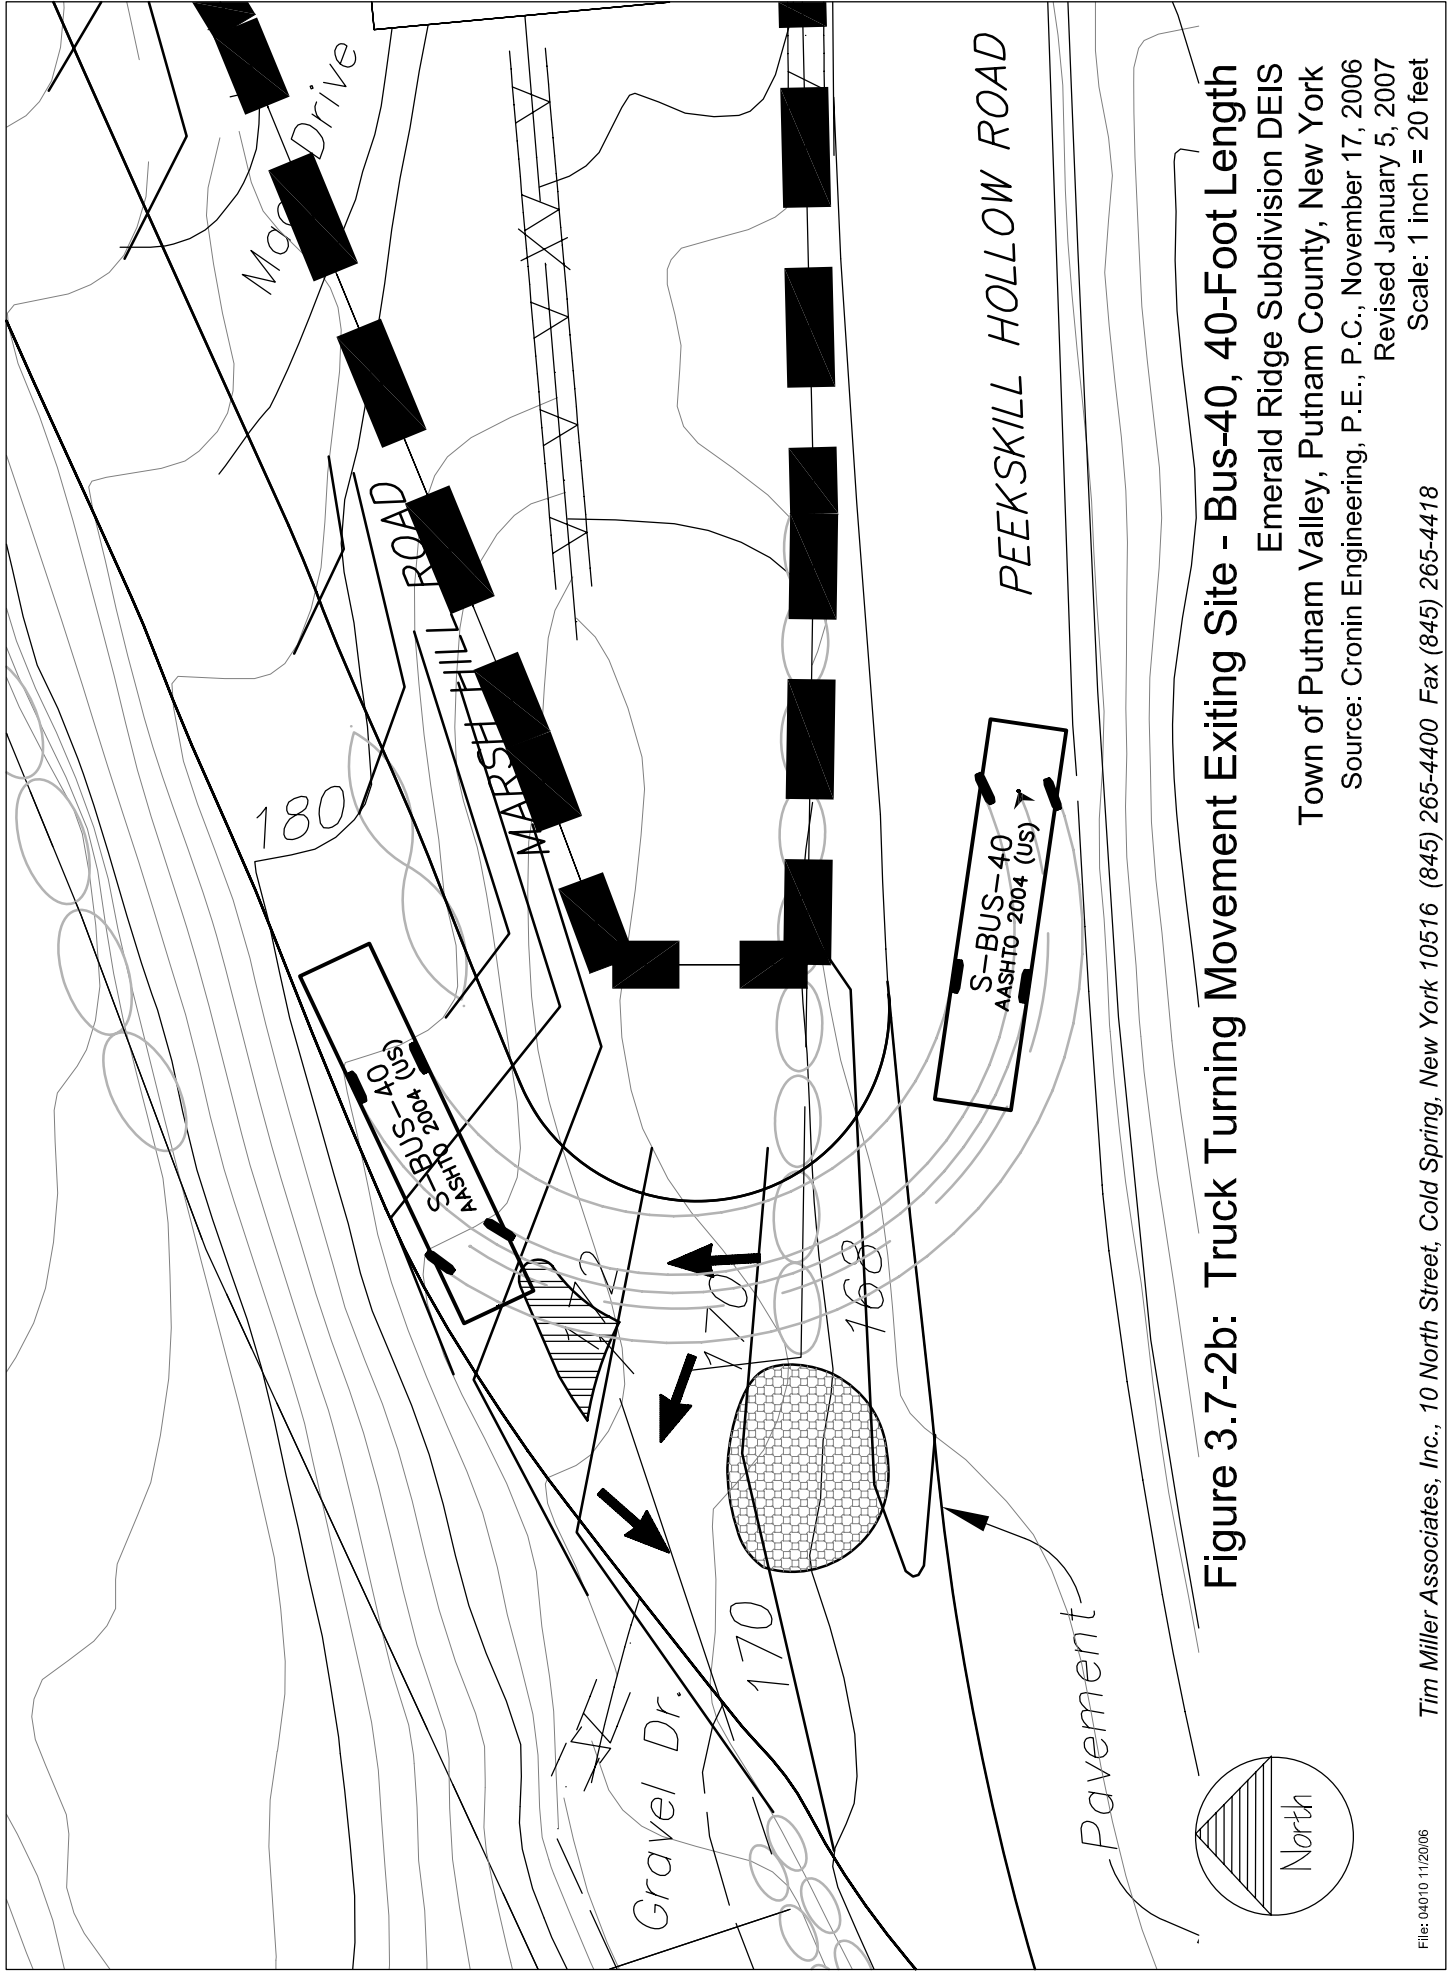 Mac Drive
MARSH HILL ROAD
180
PEEKSKILL HOLLOW ROAD
S-BUS-40
AASHTO 2004 (US)
S-BUS-40
AASHTO 2004 (US)
172
170
168
170
Gravel Dr.
Pavement
North
Figure 3.7-2b: Truck Turning Movement Exiting Site - Bus-40, 40-Foot Length
Emerald Ridge Subdivision DEIS
Town of Putnam Valley, Putnam County, New York
Source: Cronin Engineering, P.E., P.C., November 17, 2006
Revised January 5, 2007
Scale: 1 inch = 20 feet
File: 04010 11/20/06
Tim Miller Associates, Inc., 10 North Street, Cold Spring, New York 10516 (845) 265-4400 Fax (845) 265-4418